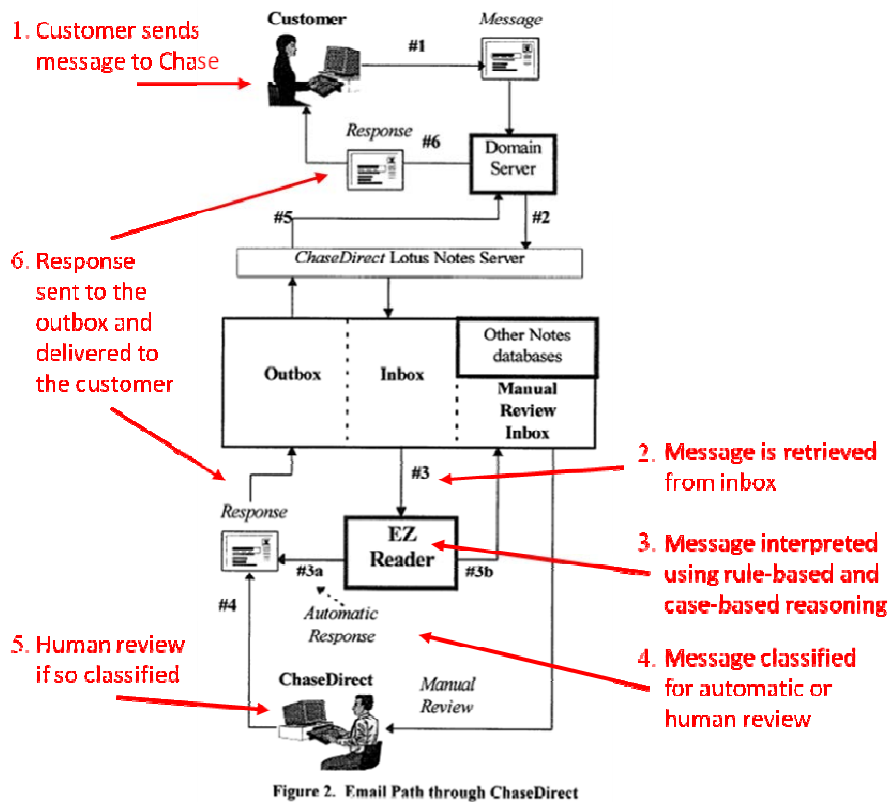 1. Customer sends
message to Chase
Customer
#1
Message
Response
#6
Domain
Server
#5
#2
ChaseDirect Lotus Notes Server
6. Response
sent to the
outbox and
delivered to
the customer
Outbox
Inbox
Other Notes
databases
Manual
Review
Inbox
#3
2. Message is retrieved
from inbox
Response
EZ
Reader
#3a
#3b
3. Message interpreted
using rule-based and
case-based reasoning
#4
Automatic
Response
5. Human review
if so classified
4. Message classified
for automatic or
human review
ChaseDirect
Manual
Review
Figure 2. Email Path through ChaseDirect